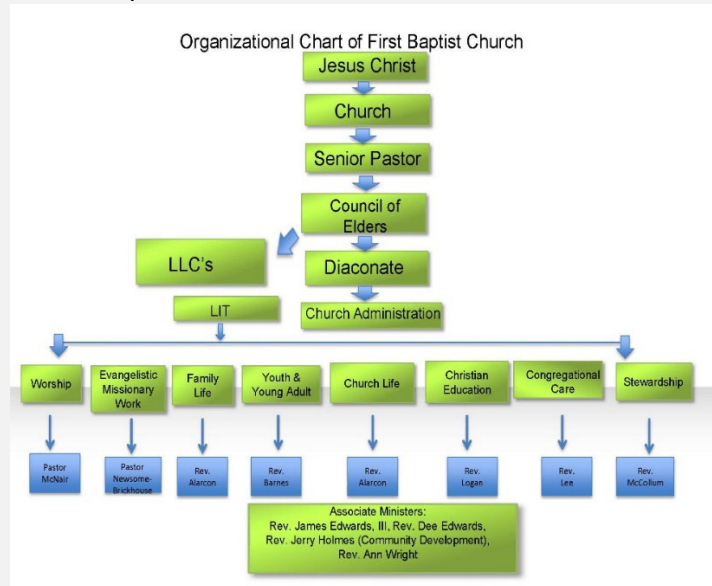 Organizational Chart of First Baptist Church
Jesus Christ
Church
Senior Pastor
Council of
Elders
LLC's
Diaconate
LIT
Church Administration
Worship
Evangelistic
Missionary
Work
Family
Life
Youth &
Young Adult
Church Life
Christian
Education
Congregational
Care
Stewardship
Pastor
McNair
Pastor
Newsome-
Brickhouse
Rev.
Alarcon
Rev.
Barnes
Rev.
Alarcon
Rev.
Logan
Rev.
Lee
Rev.
McCollum
Associate Ministers:
Rev. James Edwards, III, Rev. Dee Edwards,
Rev. Jerry Holmes (Community Development),
Rev. Ann Wright